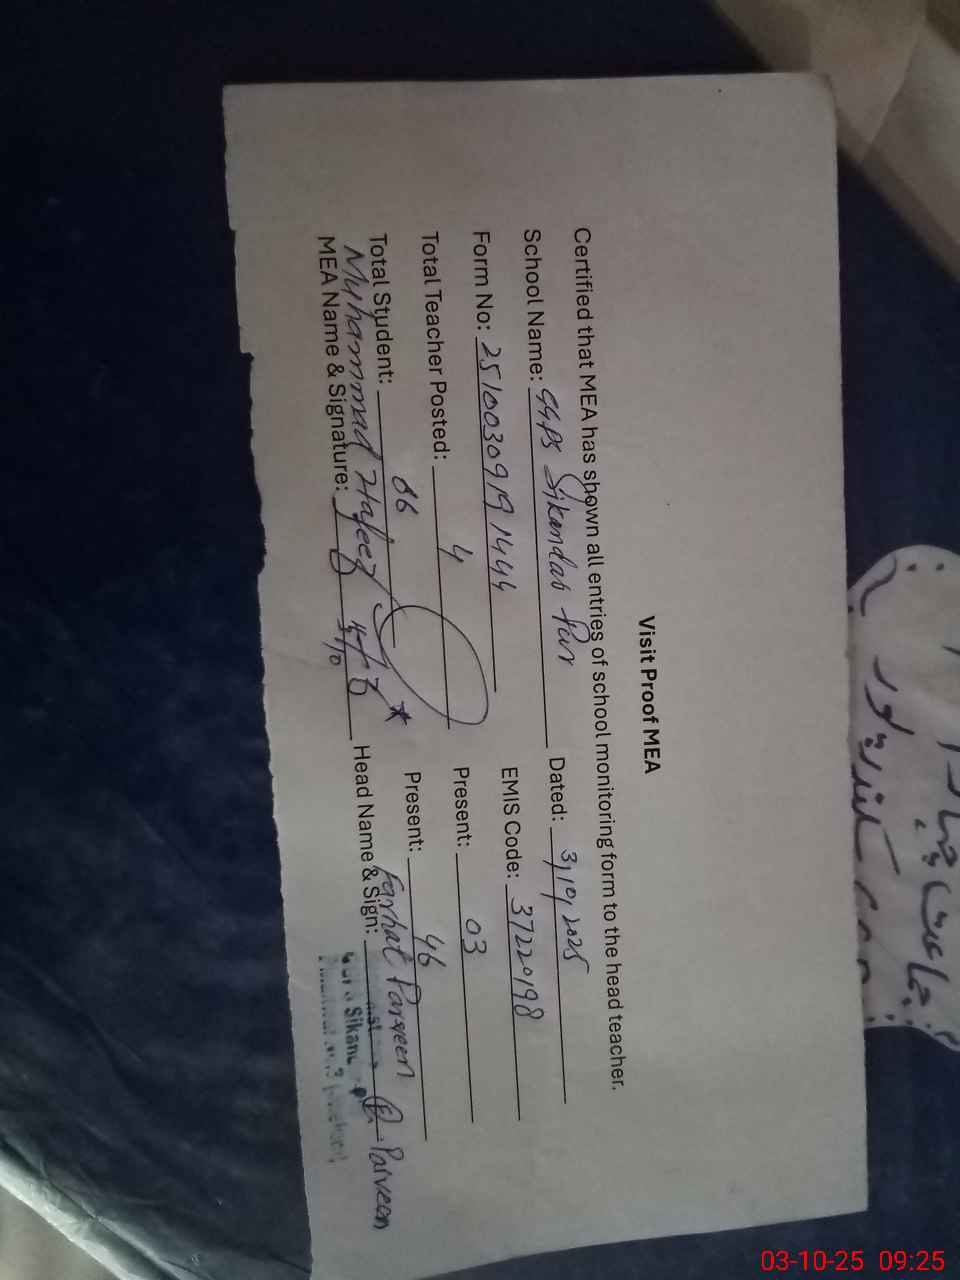 Visit Proof MEA
Certified that MEA has shown all entries of school monitoring form to the head teacher.
School Name: GGPS Sikandar Pur Dated: 3,10,2025
Form No: 25100309191444 EMIS Code: 37220198
Total Teacher Posted: 4 Present: 03
Total Student: 86 Present: 46
Muhammad Hafeez Farhat Parveen
MEA Name & Signature: Head Name & Sign: Parveen
03-10-25 09:25